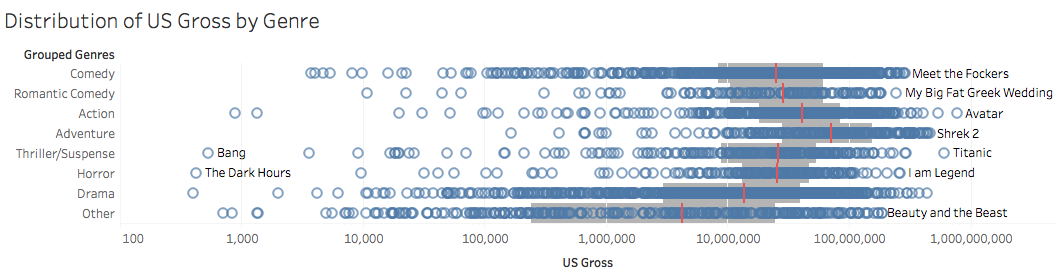 Distribution of US Gross by Genre
Grouped Genres
Comedy Meet the Fockers
Romantic Comedy My Big Fat Greek Wedding
Action Avatar
Adventure Shrek 2
Thriller/Suspense Bang Titanic
Horror The Dark Hours I am Legend
Drama
Other Beauty and the Beast
100 1,000 10,000 100,000 1,000,000 10,000,000 100,000,000 1,000,000,000
US Gross